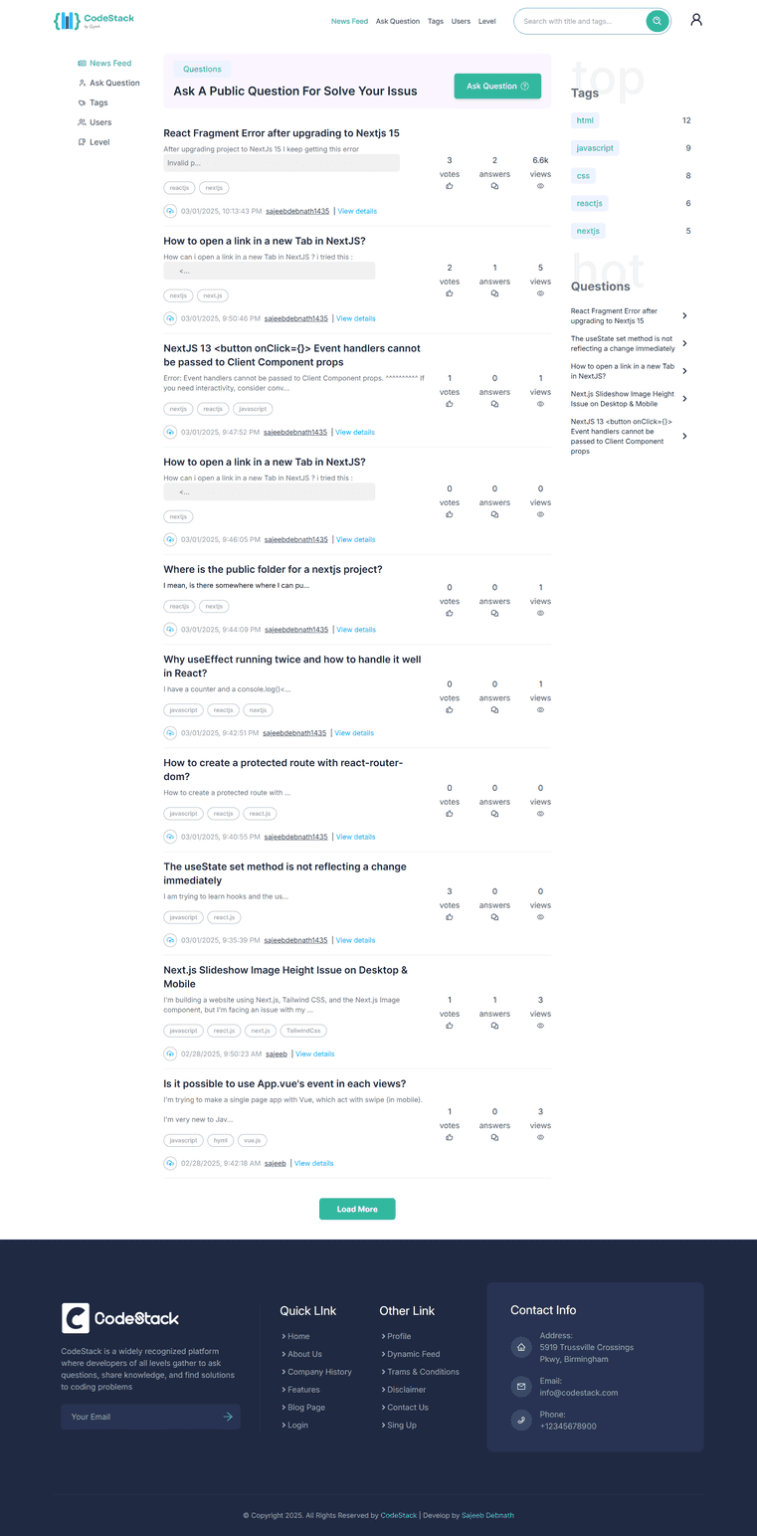 CodeStack
News Feed Ask Question Tags Users Level
Search with title and tags...
News Feed
Ask Question
Tags
Users
Level
Questions
Ask A Public Question For Solve Your Issus
Ask Question
React Fragment Error after upgrading to Nextjs 15
After upgrading project to NextJs 15 I keep getting this error
Invalid p...
3 2 6.6k
votes answers views
reactjs nextjs
03/01/2025, 10:13:43 PM sajeebdebnath1435 | View details
How to open a link in a new Tab in NextJS?
How can i open a link in a new Tab in NextJS ? i tried this :
<...
2 1 5
votes answers views
nextjs next.js
03/01/2025, 9:50:46 PM sajeebdebnath1435 | View details
NextJS 13 <button onClick={}> Event handlers cannot
be passed to Client Component props
Error: Event handlers cannot be passed to Client Component props. ^^^^^^^^^^ If
you need interactivity, consider conv...
1 0 1
votes answers views
nextjs reactjs javascript
03/01/2025, 9:47:52 PM sajeebdebnath1435 | View details
How to open a link in a new Tab in NextJS?
How can i open a link in a new Tab in NextJS ? i tried this :
<...
0 0 0
votes answers views
nextjs
03/01/2025, 9:46:05 PM sajeebdebnath1435 | View details
Where is the public folder for a nextjs project?
I mean, is there somewhere where I can pu...
0 0 1
votes answers views
reactjs nextjs
03/01/2025, 9:44:09 PM sajeebdebnath1435 | View details
Why useEffect running twice and how to handle it well
in React?
I have a counter and a console.log()<...
0 0 1
votes answers views
javascript reactjs nextjs
03/01/2025, 9:42:51 PM sajeebdebnath1435 | View details
How to create a protected route with react-router-
dom?
How to create a protected route with ...
0 0 0
votes answers views
javascript reactjs react.js
03/01/2025, 9:40:55 PM sajeebdebnath1435 | View details
The useState set method is not reflecting a change
immediately
I am trying to learn hooks and the us...
3 0 0
votes answers views
javascript react.js
03/01/2025, 9:35:39 PM sajeebdebnath1435 | View details
Next.js Slideshow Image Height Issue on Desktop &
Mobile
I'm building a website using Next.js, Tailwind CSS, and the Next.js Image
component, but I'm facing an issue with my ...
1 1 3
votes answers views
javascript react.js next.js TailwindCss
02/28/2025, 9:50:23 AM sajeeb | View details
Is it possible to use App.vue's event in each views?
I'm trying to make a single page app with Vue, which act with swipe (in mobile).
I'm very new to Jav...
1 0 3
votes answers views
javascript hyml vue.js
02/28/2025, 9:42:18 AM sajeeb | View details
Load More
top
Tags
html 12
javascript 9
css 8
reactjs 6
nextjs 5
hot
Questions
React Fragment Error after
upgrading to Nextjs 15
The useState set method is not
reflecting a change immediately
How to open a link in a new Tab
in NextJS?
Next.js Slideshow Image Height
Issue on Desktop & Mobile
NextJS 13 <button onClick={}>
Event handlers cannot be
passed to Client Component
props
CodeStack
CodeStack is a widely recognized platform
where developers of all levels gather to ask
questions, share knowledge, and find solutions
to coding problems
Your Email
Quick LInk
Home
About Us
Company History
Features
Blog Page
Login
Other Link
Profile
Dynamic Feed
Trams & Conditions
Disclaimer
Contact Us
Sing Up
Contact Info
Address:
5919 Trussville Crossings
Pkwy, Birmingham
Email:
info@codestack.com
Phone:
+12345678900
© Copyright 2025. All Rights Reserved by CodeStack | Develop by Sajeeb Debnath